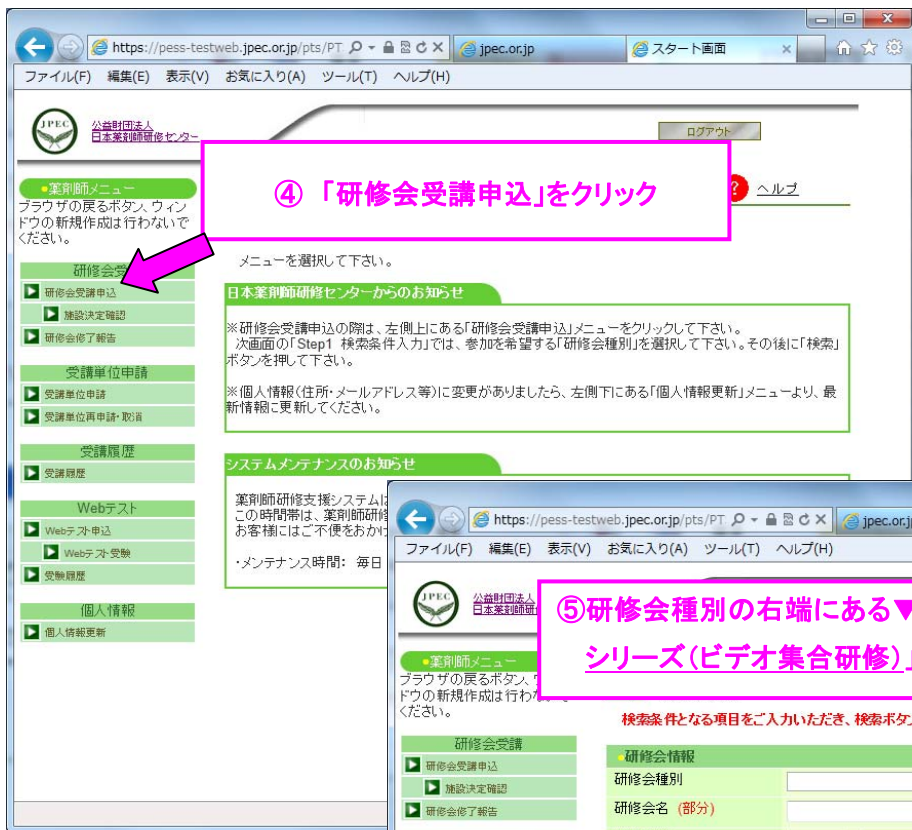 https://pess-testweb.jpec.or.jp/pts/PT
jpec.or.jp
スタート画面
ファイル(F) 編集(E) 表示(V) お気に入り(A) ツール(T) ヘルプ(H)
JPEC
公益財団法人
日本薬剤師研修センター
ログアウト
④ 「研修会受講申込」をクリック
? ヘルプ
薬剤師メニュー
ブラウザの戻るボタン、ウィン
ドウの新規作成は行わないで
ください。
メニューを選択して下さい。
研修会受
研修会受講申込
施設決定確認
研修会修了報告
受講単位申請
受講単位申請
受講単位再申請・取消
受講履歴
受講履歴
Webテスト
Webテスト申込
Webテスト受験
受験履歴
個人情報
個人情報更新
日本薬剤師研修センターからのお知らせ
※研修会受講申込の際は、左側上にある「研修会受講申込」メニューをクリックして下さい。
次画面の「Step1 検索条件入力」では、参加を希望する「研修会種別」を選択して下さい。その後に「検索」
ボタンを押して下さい。
※個人情報(住所・メールアドレス等)に変更がありましたら、左側下にある「個人情報更新」メニューより、最
新情報に更新してください。
システムメンテナンスのお知らせ
薬剤師研修支援システムに
この時間帯は、薬剤師研修
お客様にはご不便をおかけ
・メンテナンス時間: 毎日
https://pess-testweb.jpec.or.jp/pts/PT
jpec.or.j
ファイル(F) 編集(E) 表示(V) お気に入り(A) ツール(T) ヘルプ(H)
JPEC
公益財団法人
日本薬剤師研
⑤研修会種別の右端にある▼
シリーズ(ビデオ集合研修)」
薬剤師メニュー
ブラウザの戻るボタン、
ドウの新規作成は行わないで
ください。
検索条件となる項目をご入力いただき、検索ボタ
研修会受講
研修会受講申込
施設決定確認
研修会修了報告
研修会情報
研修会種別
研修会名 (部分)